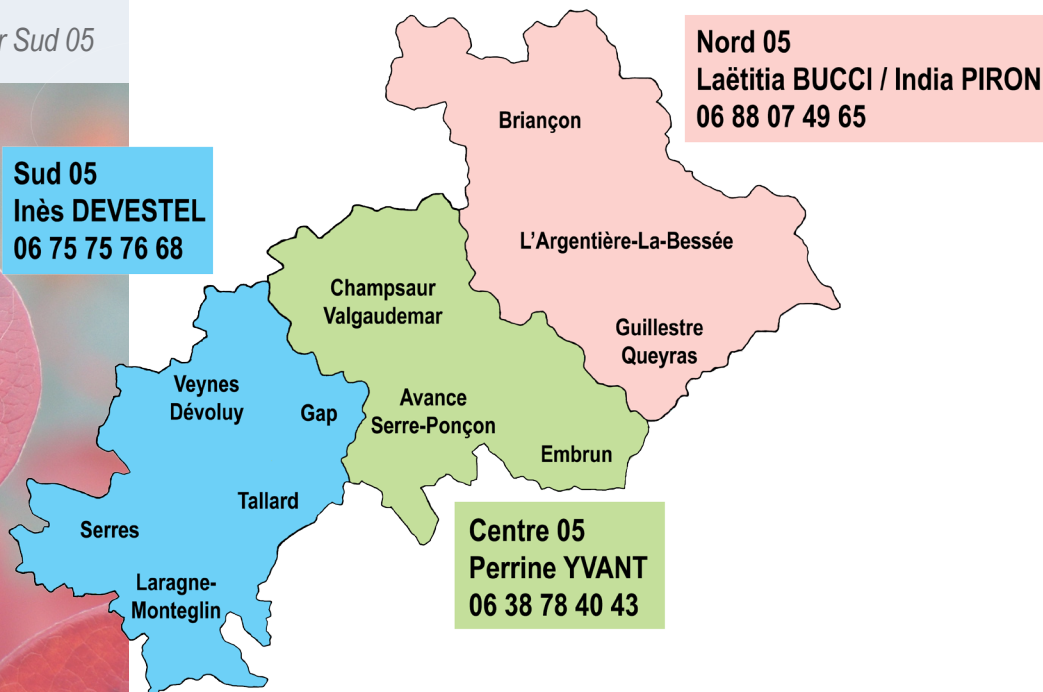 r Sud 05
Nord 05
Laëtitia BUCCI / India PIRON
06 88 07 49 65
Briançon
Sud 05
Inès DEVESTEL
06 75 75 76 68
L’Argentière-La-Bessée
Champsaur
Valgaudemar
Guillestre
Queyras
Veynes
Dévoluy
Gap
Avance
Serre-Ponçon
Embrun
Tallard
Serres
Centre 05
Perrine YVANT
06 38 78 40 43
Laragne-
Monteglin